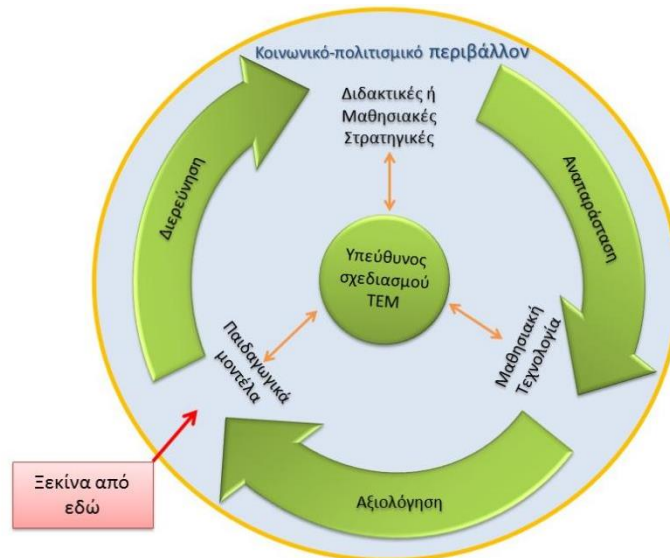 Κοινωνικό-πολιτισμικό περιβάλλον
Διδακτικές ή
Μαθησιακές
Στρατηγικές
Διερεύνηση
Αναπαράσταση
Υπεύθυνος
σχεδιασμού
ΤΕΜ
Παιδαγωγικά
μοντέλα
Μαθησιακή
Τεχνολογία
Ξεκίνα από
εδώ
Αξιολόγηση